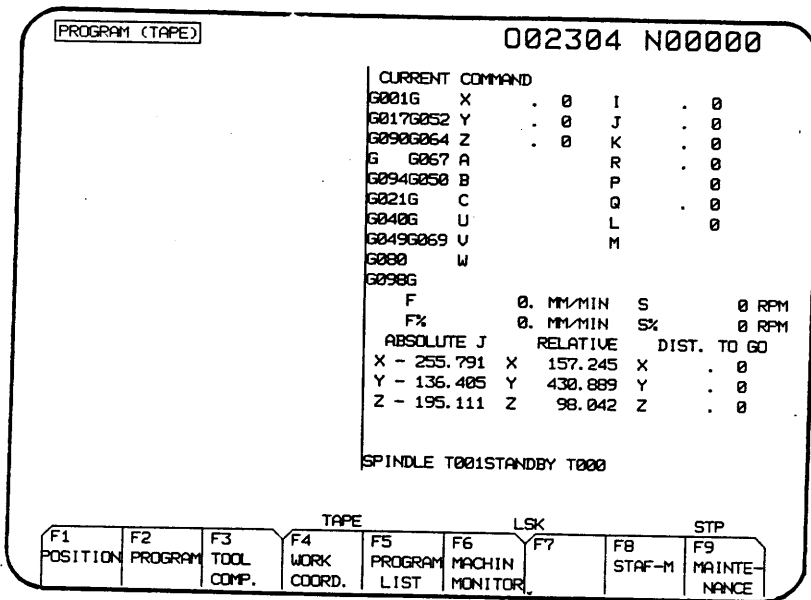 PROGRAM (TAPE)
O02304 N00000
CURRENT COMMAND
G001G X . 0 I . 0
G017G052 Y . 0 J . 0
G090G064 Z . 0 K . 0
G G067 A R . 0
G094G050 B P 0
G021G C Q . 0
G040G U L 0
G049G069 V M
G080 W
G098G
F 0. MM/MIN S 0 RPM
F% 0. MM/MIN S% 0 RPM
ABSOLUTE J RELATIVE DIST. TO GO
X - 255.791 X 157.245 X . 0
Y - 136.405 Y 430.889 Y . 0
Z - 195.111 Z 98.042 Z . 0
SPINDLE T001STANDBY T000
TAPE LSK STP
F1 POSITION
F2 PROGRAM
F3 TOOL COMP.
F4 WORK COORD.
F5 PROGRAM LIST
F6 MACHIN MONITOR
F7
F8 STAF-M
F9 MAINTE-NANCE